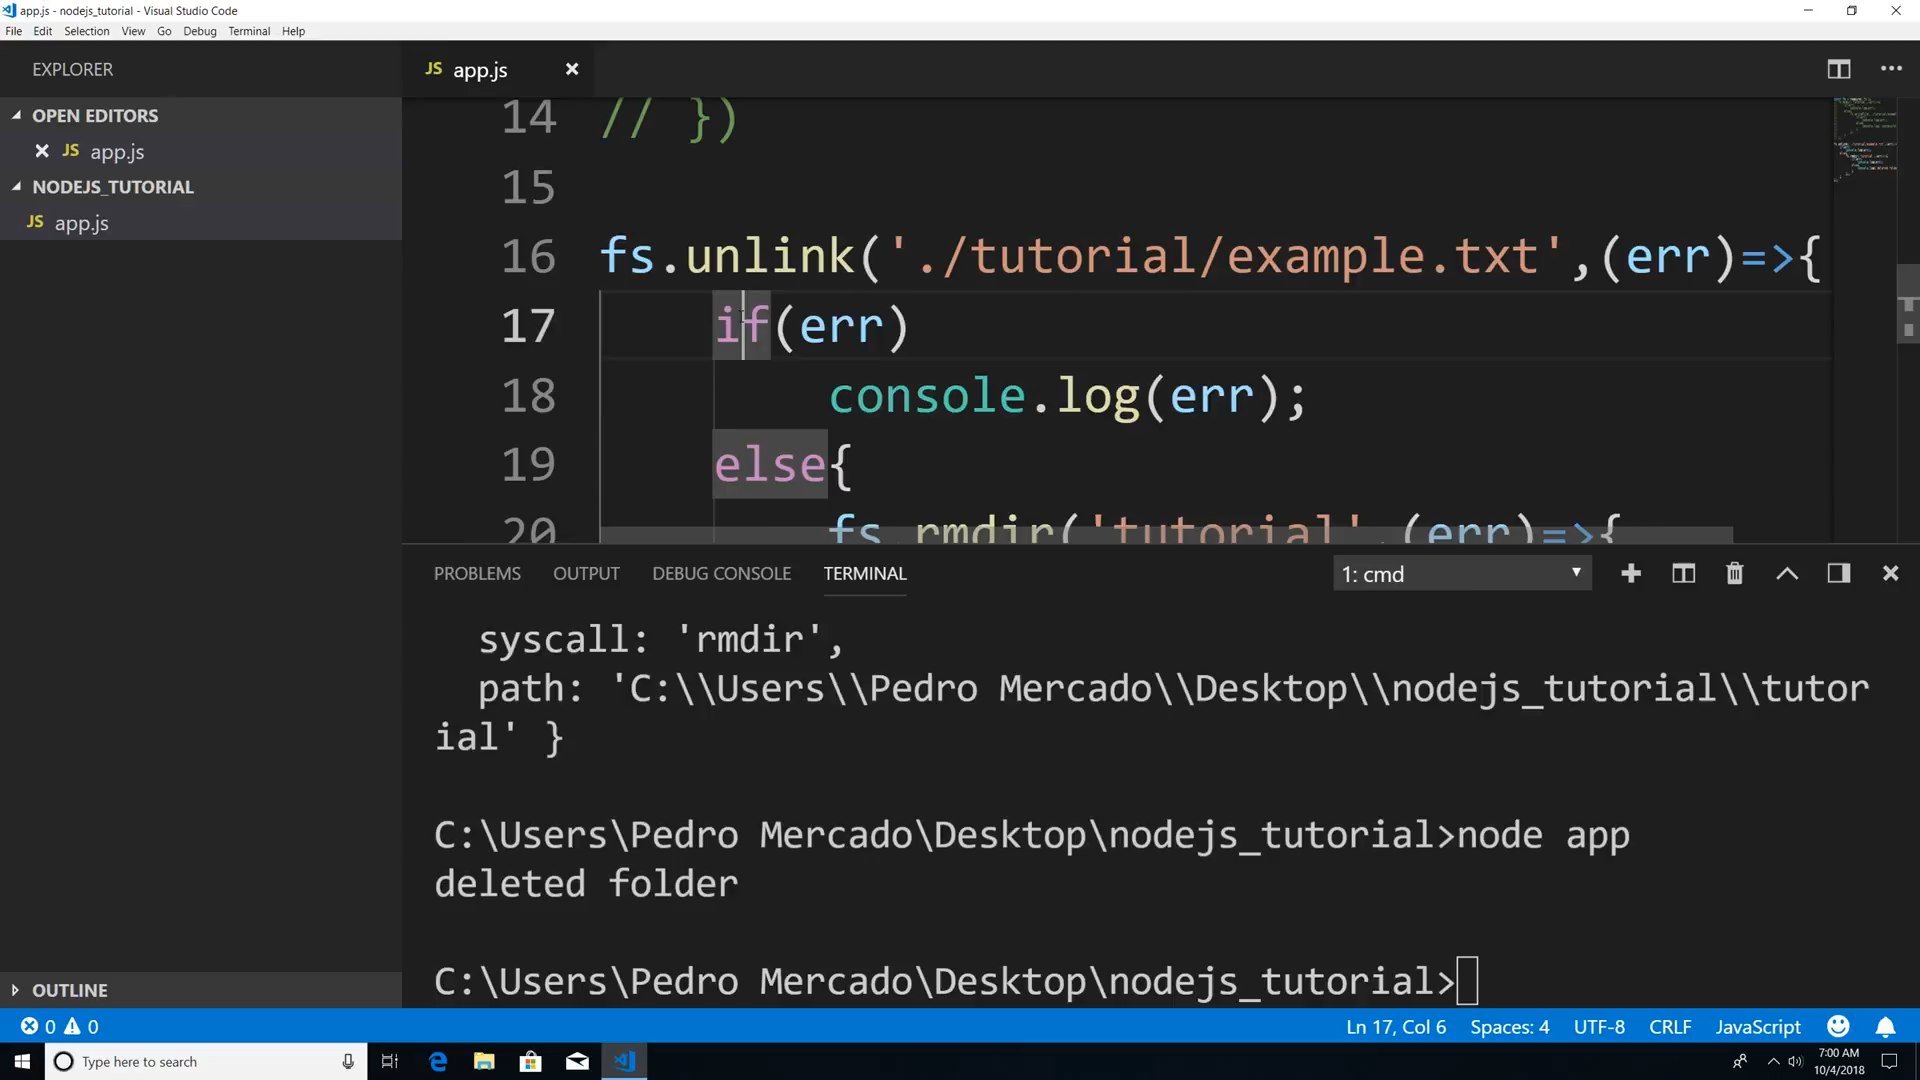 app.js - nodejs_tutorial - Visual Studio Code
File Edit Selection View Go Debug Terminal Help
EXPLORER
JS app.js
OPEN EDITORS
JS app.js
NODEJS_TUTORIAL
JS app.js
14 // })
15
16 fs.unlink('./tutorial/example.txt',(err)=>{
17 if(err)
18 console.log(err);
19 else{
20 fs.rmdir('tutorial',(err)=>{
PROBLEMS OUTPUT DEBUG CONSOLE TERMINAL 1: cmd
syscall: 'rmdir',
path: 'C:\\Users\\Pedro Mercado\\Desktop\\nodejs_tutorial\\tutor
ial' }
C:\Users\Pedro Mercado\Desktop\nodejs_tutorial>node app
deleted folder
C:\Users\Pedro Mercado\Desktop\nodejs_tutorial>
OUTLINE
0 0 Ln 17, Col 6 Spaces: 4 UTF-8 CRLF JavaScript
Type here to search
7:00 AM
10/4/2018